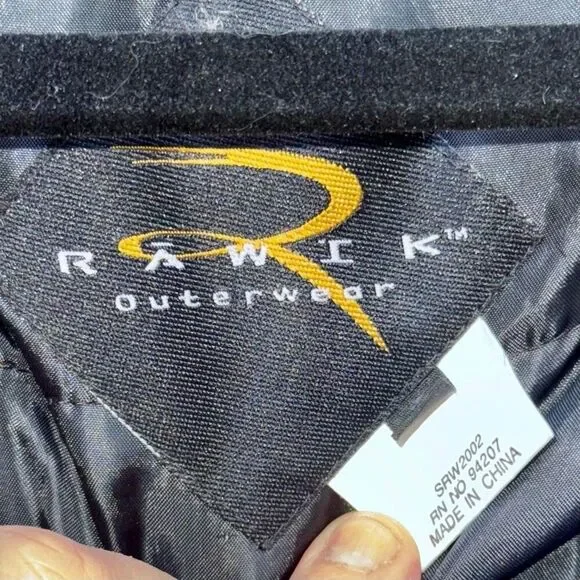 RĀWIK™
outerwear
SRW2002
RN NO 94207
MADE IN CHINA